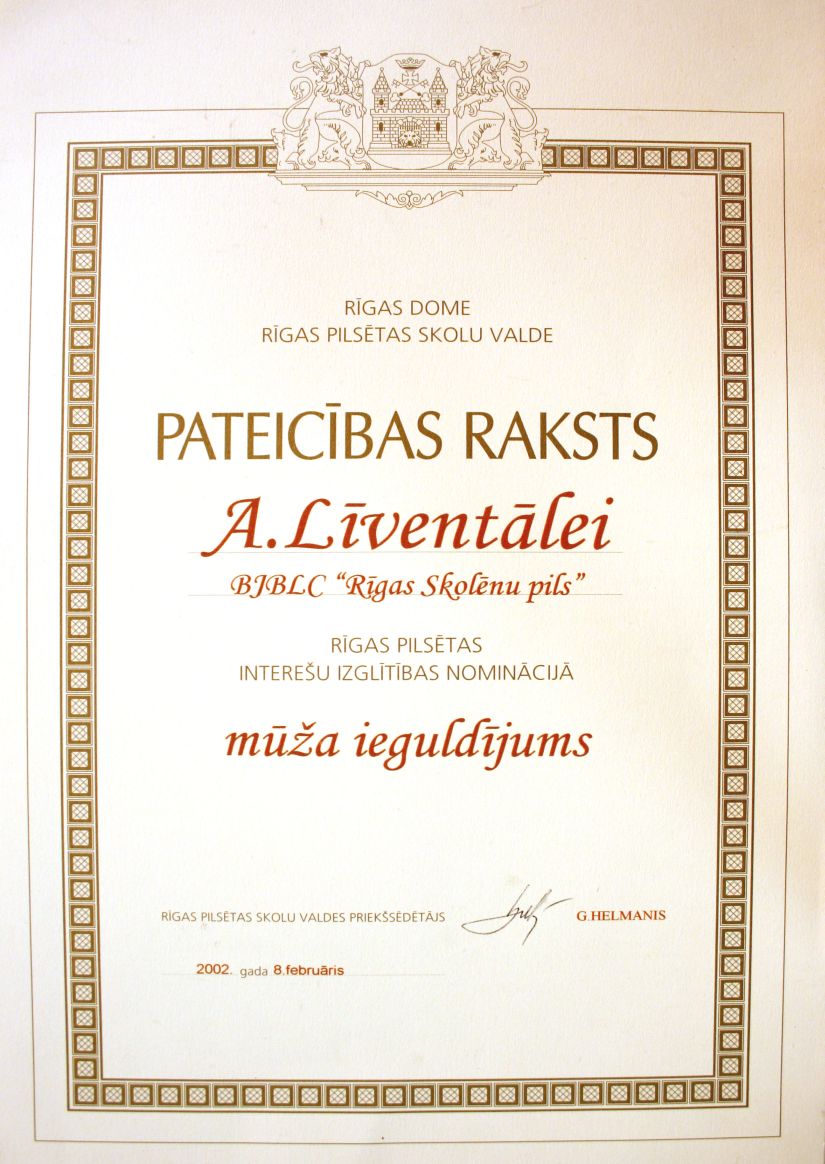 RĪGAS DOME
RĪGAS PILSĒTAS SKOLU VALDE
PATEICĪBAS RAKSTS
A.Līventālei
BJBLC “Rīgas Skolēnu pils”
RĪGAS PILSĒTAS
INTEREŠU IZGLĪTĪBAS NOMINĀCIJĀ
mūža ieguldījums
RĪGAS PILSĒTAS SKOLU VALDES PRIEKŠSĒDĒTĀJS G.HELMANIS
2002. gada 8.februāris